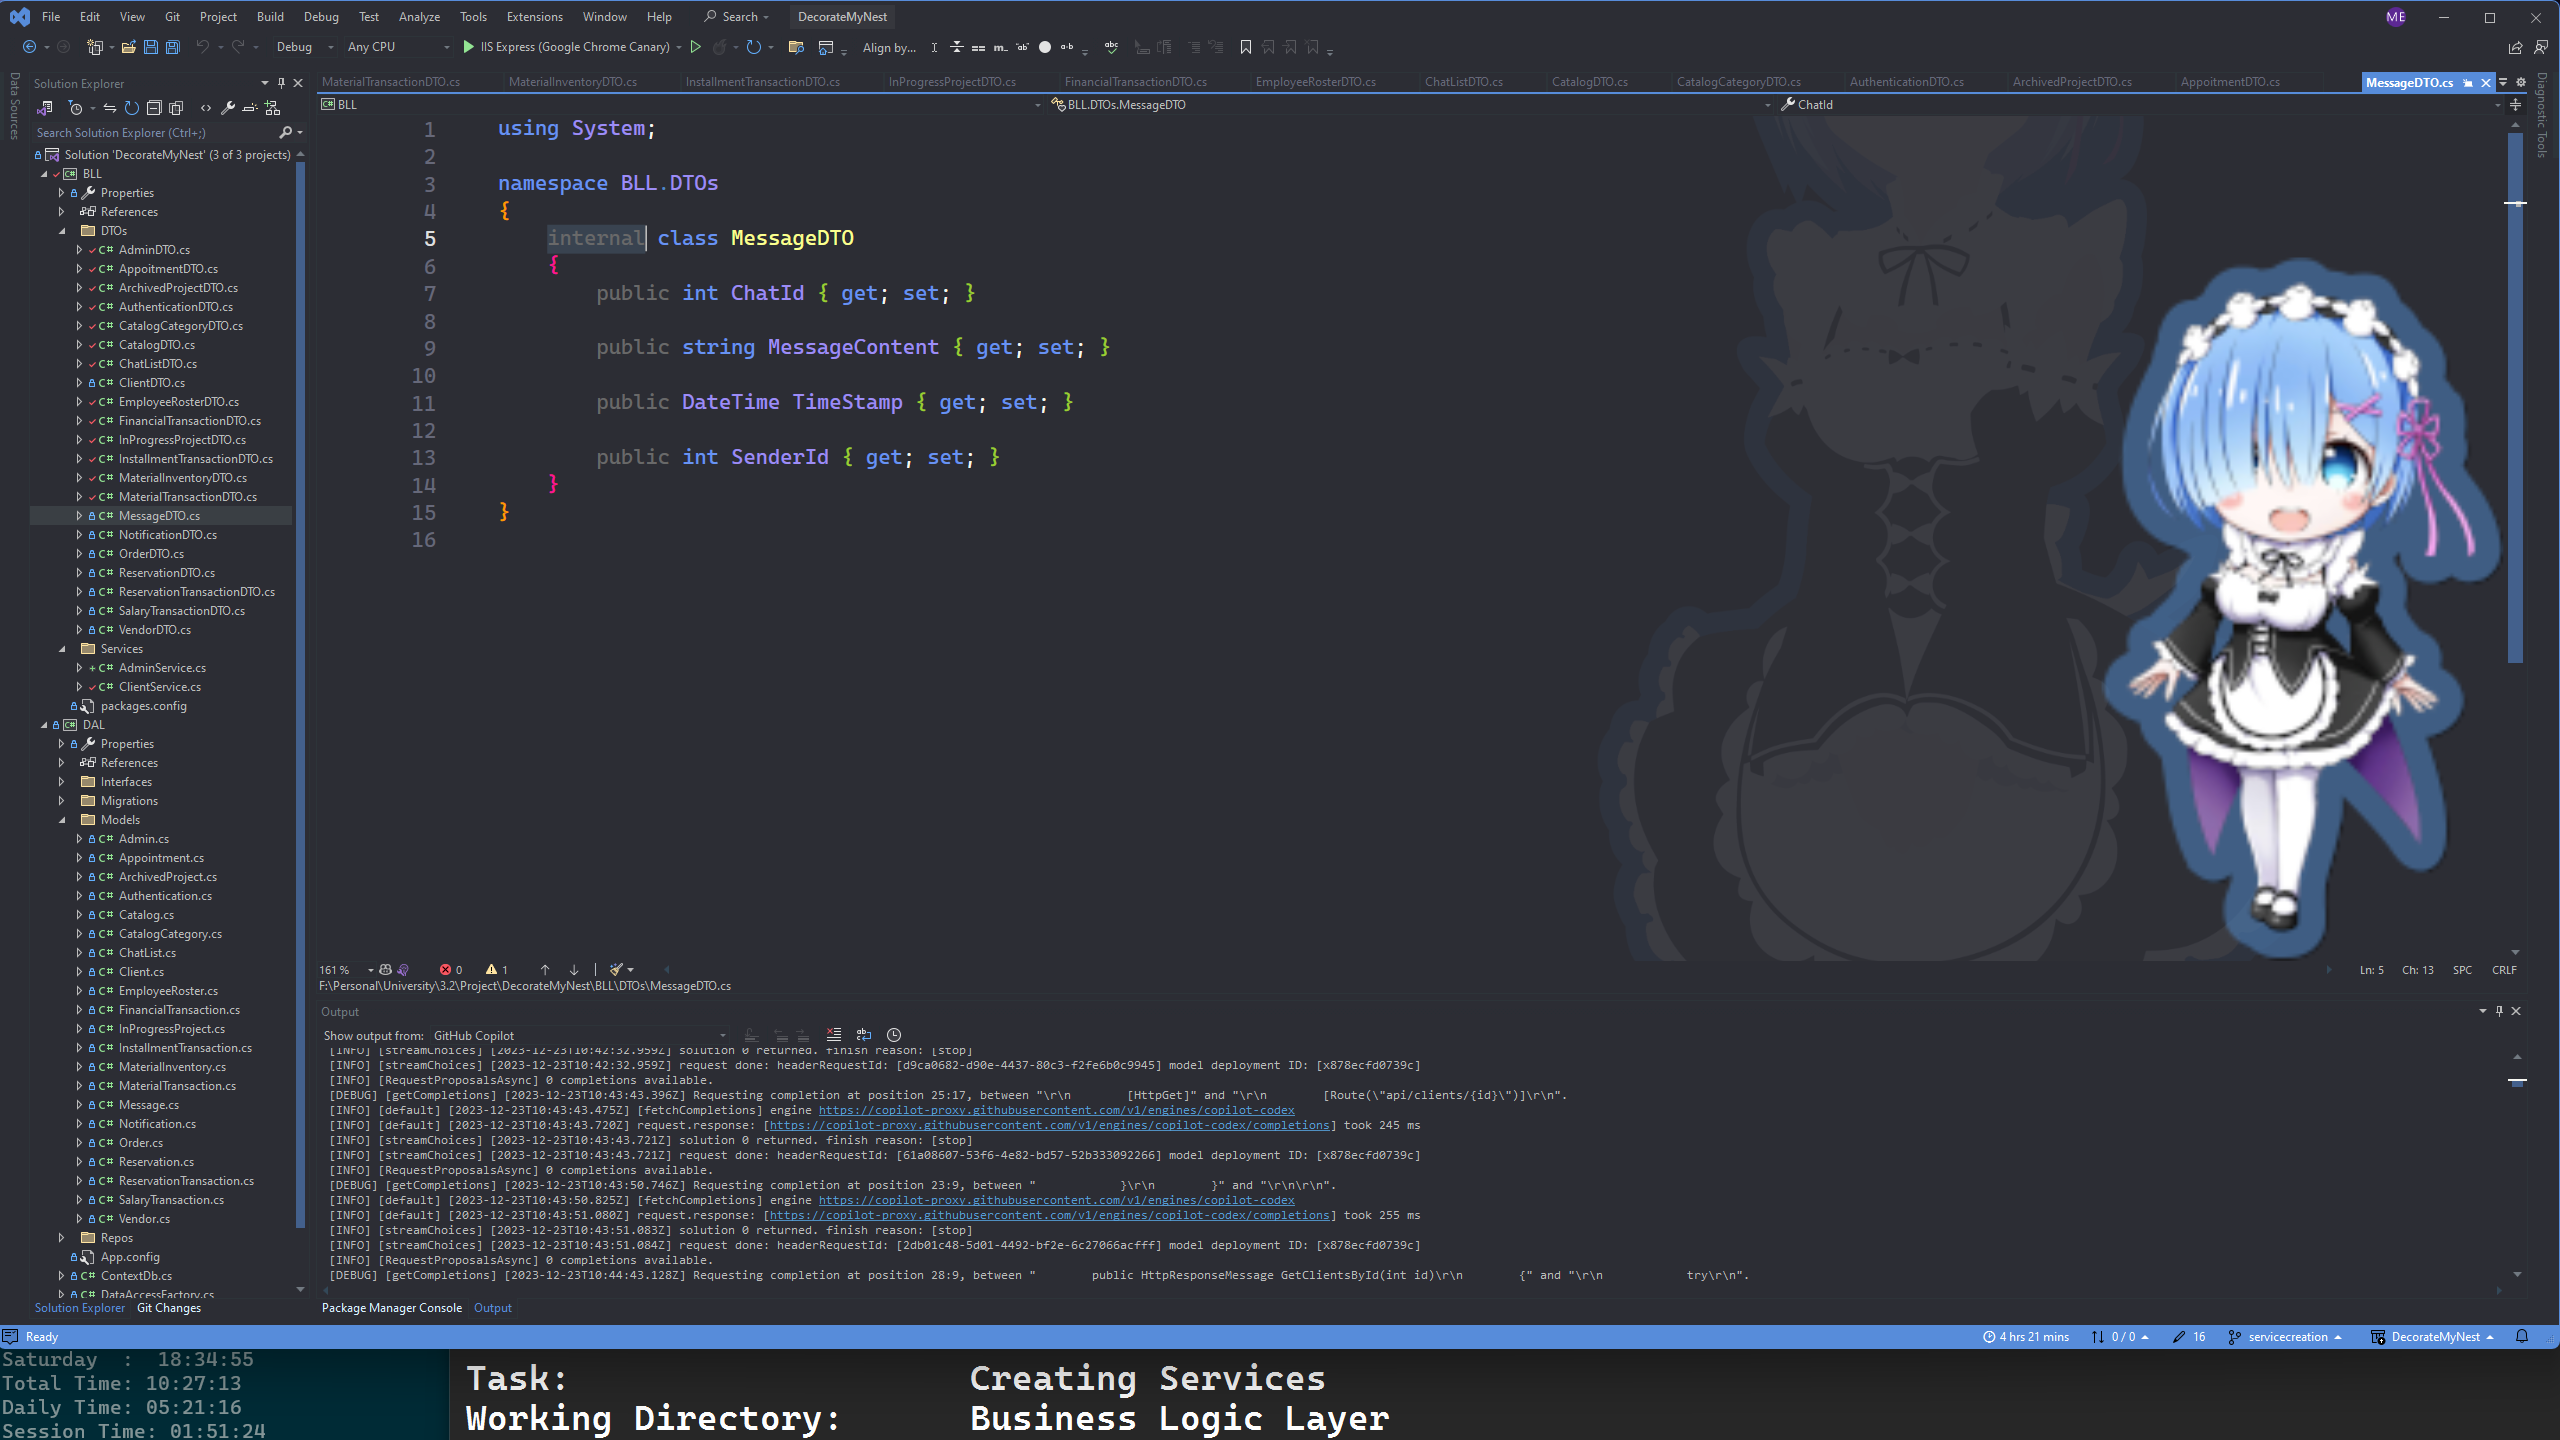 File Edit View Git Project Build Debug Test Analyze Tools Extensions Window Help Search DecorateMyNest ME
Debug Any CPU IIS Express (Google Chrome Canary) Align by...
Data Sources
Solution Explorer
Search Solution Explorer (Ctrl+;)
Solution 'DecorateMyNest' (3 of 3 projects)
BLL
Properties
References
DTOs
C# AdminDTO.cs
C# AppoitmentDTO.cs
C# ArchivedProjectDTO.cs
C# AuthenticationDTO.cs
C# CatalogCategoryDTO.cs
C# CatalogDTO.cs
C# ChatListDTO.cs
C# ClientDTO.cs
C# EmployeeRosterDTO.cs
C# FinancialTransactionDTO.cs
C# InProgressProjectDTO.cs
C# InstallmentTransactionDTO.cs
C# MaterialInventoryDTO.cs
C# MaterialTransactionDTO.cs
C# MessageDTO.cs
C# NotificationDTO.cs
C# OrderDTO.cs
C# ReservationDTO.cs
C# ReservationTransactionDTO.cs
C# SalaryTransactionDTO.cs
C# VendorDTO.cs
Services
C# AdminService.cs
C# ClientService.cs
packages.config
DAL
Properties
References
Interfaces
Migrations
Models
C# Admin.cs
C# Appointment.cs
C# ArchivedProject.cs
C# Authentication.cs
C# Catalog.cs
C# CatalogCategory.cs
C# ChatList.cs
C# Client.cs
C# EmployeeRoster.cs
C# FinancialTransaction.cs
C# InProgressProject.cs
C# InstallmentTransaction.cs
C# MaterialInventory.cs
C# MaterialTransaction.cs
C# Message.cs
C# Notification.cs
C# Order.cs
C# Reservation.cs
C# ReservationTransaction.cs
C# SalaryTransaction.cs
C# Vendor.cs
Repos
App.config
C# ContextDb.cs
C# DataAccessFactory.cs
Solution Explorer Git Changes
MaterialTransactionDTO.cs MaterialInventoryDTO.cs InstallmentTransactionDTO.cs InProgressProjectDTO.cs FinancialTransactionDTO.cs EmployeeRosterDTO.cs ChatListDTO.cs CatalogDTO.cs CatalogCategoryDTO.cs AuthenticationDTO.cs ArchivedProjectDTO.cs AppoitmentDTO.cs MessageDTO.cs
BLL BLL.DTOs.MessageDTO ChatId
Diagnostic Tools
1 using System;
2
3 namespace BLL.DTOs
4 {
5 internal class MessageDTO
6 {
7 public int ChatId { get; set; }
8
9 public string MessageContent { get; set; }
10
11 public DateTime TimeStamp { get; set; }
12
13 public int SenderId { get; set; }
14 }
15 }
16
161 % 0 1 Ln: 5 Ch: 13 SPC CRLF
F:\Personal\University\3.2\Project\DecorateMyNest\BLL\DTOs\MessageDTO.cs
Output
Show output from: GitHub Copilot
[INFO] [streamChoices] [2023-12-23T10:42:32.959Z] solution 0 returned. finish reason: [stop]
[INFO] [streamChoices] [2023-12-23T10:42:32.959Z] request done: headerRequestId: [d9ca0682-d90e-4437-80c3-f2fe6b0c9945] model deployment ID: [x878ecfd0739c]
[INFO] [RequestProposalsAsync] 0 completions available.
[DEBUG] [getCompletions] [2023-12-23T10:43:43.396Z] Requesting completion at position 25:17, between "\r\n [HttpGet]" and "\r\n [Route(\"api/clients/{id}\")]\r\n".
[INFO] [default] [2023-12-23T10:43:43.475Z] [fetchCompletions] engine https://copilot-proxy.githubusercontent.com/v1/engines/copilot-codex
[INFO] [default] [2023-12-23T10:43:43.720Z] request.response: [https://copilot-proxy.githubusercontent.com/v1/engines/copilot-codex/completions] took 245 ms
[INFO] [streamChoices] [2023-12-23T10:43:43.721Z] solution 0 returned. finish reason: [stop]
[INFO] [streamChoices] [2023-12-23T10:43:43.721Z] request done: headerRequestId: [61a08607-53f6-4e82-bd57-52b333092266] model deployment ID: [x878ecfd0739c]
[INFO] [RequestProposalsAsync] 0 completions available.
[DEBUG] [getCompletions] [2023-12-23T10:43:50.746Z] Requesting completion at position 23:9, between " }\r\n }" and "\r\n\r\n".
[INFO] [default] [2023-12-23T10:43:50.825Z] [fetchCompletions] engine https://copilot-proxy.githubusercontent.com/v1/engines/copilot-codex
[INFO] [default] [2023-12-23T10:43:51.080Z] request.response: [https://copilot-proxy.githubusercontent.com/v1/engines/copilot-codex/completions] took 255 ms
[INFO] [streamChoices] [2023-12-23T10:43:51.083Z] solution 0 returned. finish reason: [stop]
[INFO] [streamChoices] [2023-12-23T10:43:51.084Z] request done: headerRequestId: [2db01c48-5d01-4492-bf2e-6c27066acfff] model deployment ID: [x878ecfd0739c]
[INFO] [RequestProposalsAsync] 0 completions available.
[DEBUG] [getCompletions] [2023-12-23T10:44:43.128Z] Requesting completion at position 28:9, between " public HttpResponseMessage GetClientsById(int id)\r\n {" and "\r\n try\r\n".
Package Manager Console Output
Ready 4 hrs 21 mins 0 / 0 16 servicecreation DecorateMyNest
Saturday : 18:34:55
Total Time: 10:27:13
Daily Time: 05:21:16
Session Time: 01:51:24
Task: Creating Services
Working Directory: Business Logic Layer